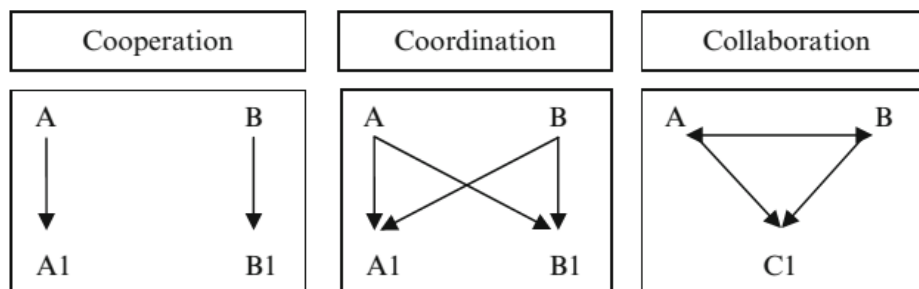 Cooperation Coordination Collaboration
A B A B A B
A1 B1 A1 B1 C1